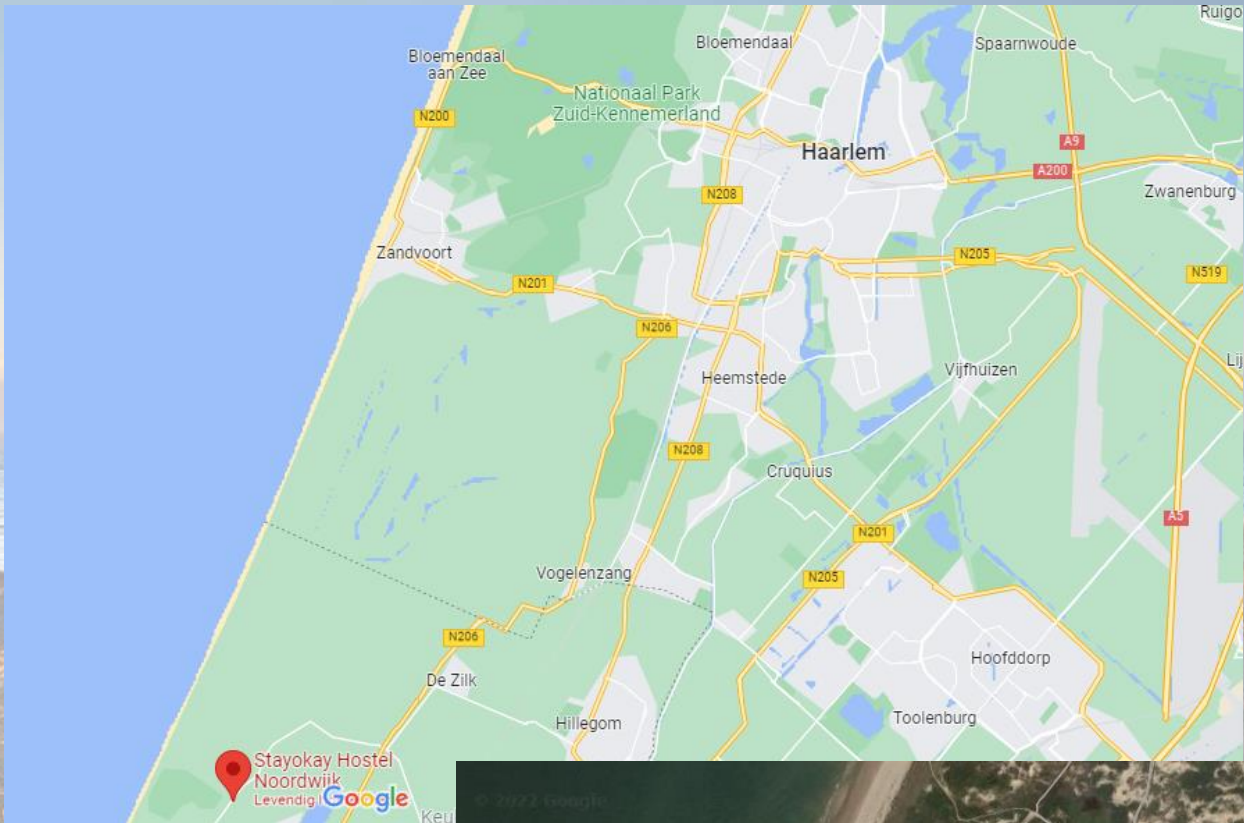 Ruigo
Bloemendaal
Spaarnwoude
Bloemendaal
aan Zee
Nationaal Park
Zuid-Kennemerland
N200
A9
Haarlem
A200
Zwanenburg
N208
Zandvoort
N205
N519
N201
N206
Lij
Vijfhuizen
Heemstede
N208
Cruquius
A5
N201
Vogelenzang
N205
N206
Hoofddorp
De Zilk
Toolenburg
Hillegom
Stayokay Hostel
Noordwijk
Levendig
Google
Keu
© 2022 Google